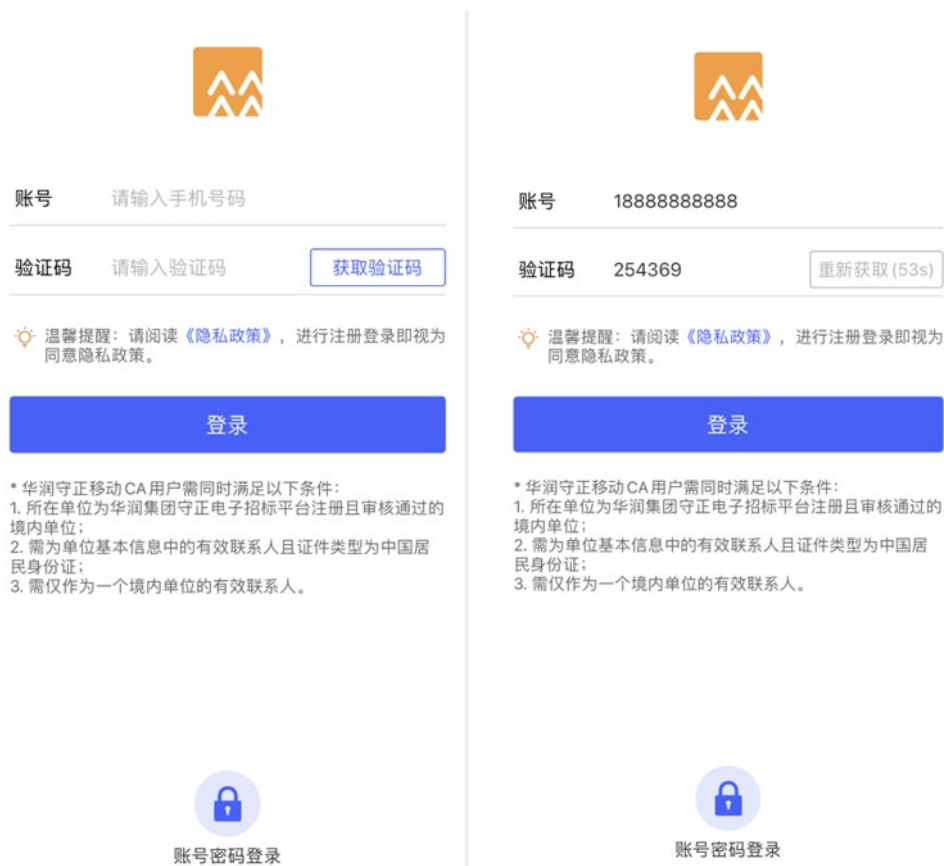 账号 请输入手机号码
验证码 请输入验证码 获取验证码
温馨提醒：请阅读《隐私政策》，进行注册登录即视为
同意隐私政策。
登录
* 华润守正移动CA用户需同时满足以下条件：
1. 所在单位为华润集团守正电子招标平台注册且审核通过的
境内单位；
2. 需为单位基本信息中的有效联系人且证件类型为中国居
民身份证；
3. 需仅作为一个境内单位的有效联系人。
账号密码登录
账号 18888888888
验证码 254369 重新获取(53s)
温馨提醒：请阅读《隐私政策》，进行注册登录即视为
同意隐私政策。
登录
* 华润守正移动CA用户需同时满足以下条件：
1. 所在单位为华润集团守正电子招标平台注册且审核通过的
境内单位；
2. 需为单位基本信息中的有效联系人且证件类型为中国居
民身份证；
3. 需仅作为一个境内单位的有效联系人。
账号密码登录